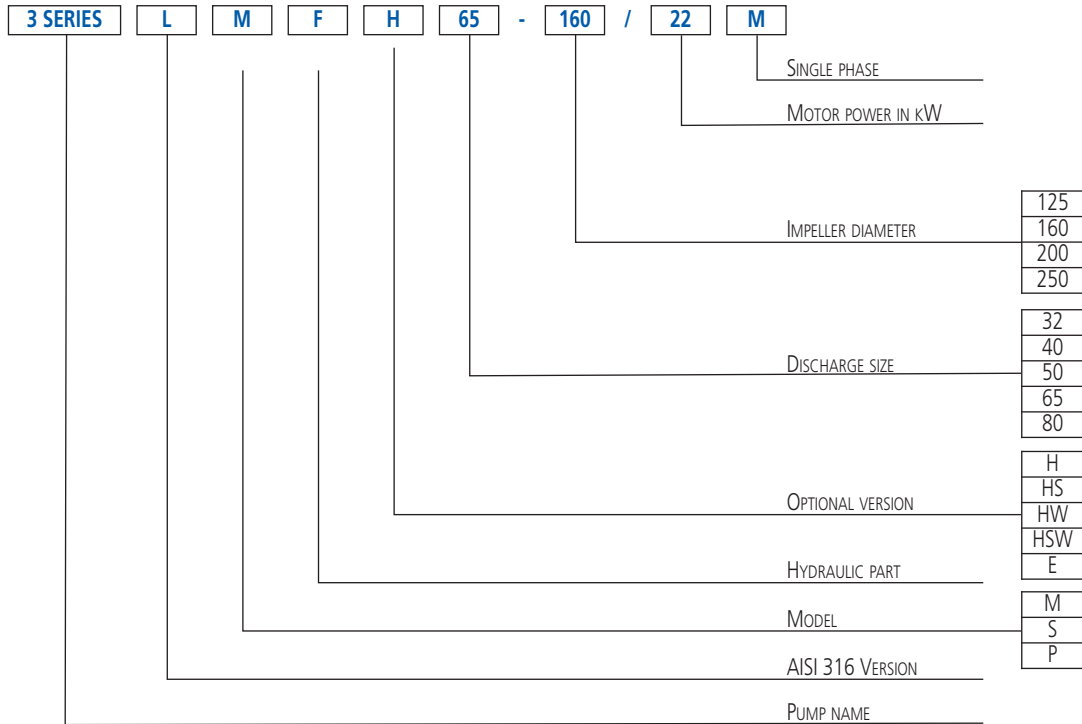 3 SERIES L M F H 65 - 160 / 22 M
SINGLE PHASE
MOTOR POWER IN KW
IMPELLER DIAMETER
125
160
200
250
DISCHARGE SIZE
32
40
50
65
80
OPTIONAL VERSION
H
HS
HW
HSW
E
HYDRAULIC PART
MODEL
M
S
P
AISI 316 VERSION
PUMP NAME